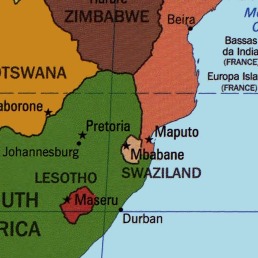 Harare
ZIMBABWE
Beira
Bassas
da India
(FRANCE)
Europa Isla
(FRANCE)
OTSWANA
aborone
Pretoria
Maputo
Johannesburg
Mbabane
SWAZILAND
LESOTHO
Maseru
UTH
RICA
Durban